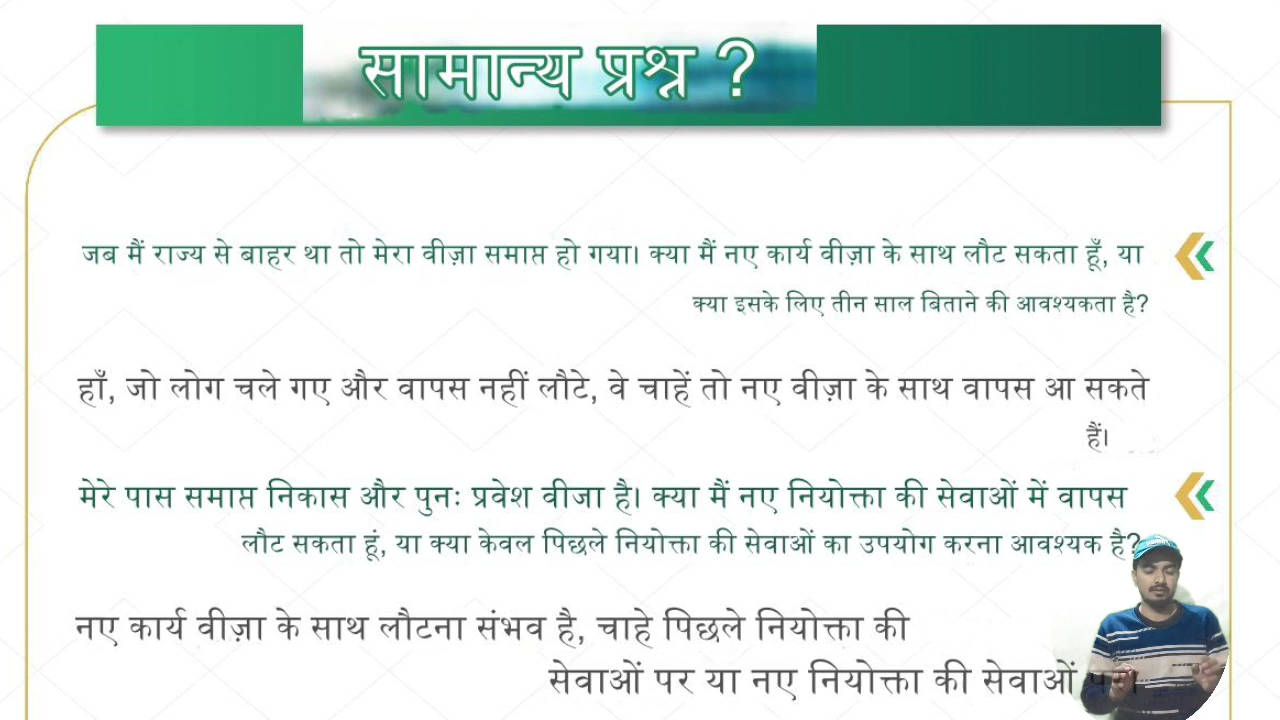 सामान्य प्रश्न ?
जब मैं राज्य से बाहर था तो मेरा वीज़ा समाप्त हो गया। क्या मैं नए कार्य वीज़ा के साथ लौट सकता हूँ, या
क्या इसके लिए तीन साल बिताने की आवश्यकता है?
हाँ, जो लोग चले गए और वापस नहीं लौटे, वे चाहें तो नए वीज़ा के साथ वापस आ सकते
हैं।
मेरे पास समाप्त निकास और पुनः प्रवेश वीजा है। क्या मैं नए नियोक्ता की सेवाओं में वापस
लौट सकता हूं, या क्या केवल पिछले नियोक्ता की सेवाओं का उपयोग करना आवश्यक है?
नए कार्य वीज़ा के साथ लौटना संभव है, चाहे पिछले नियोक्ता की
सेवाओं पर या नए नियोक्ता की सेवाओं